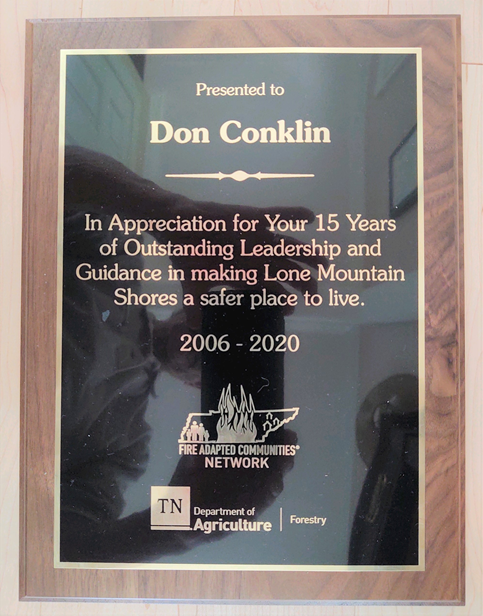 Presented to
Don Conklin
In Appreciation for Your 15 Years
of Outstanding Leadership and
Guidance in making Lone Mountain
Shores a safer place to live.
2006 - 2020
FIRE ADAPTED COMMUNITIES®
NETWORK
TN
Department of
Agriculture
Forestry